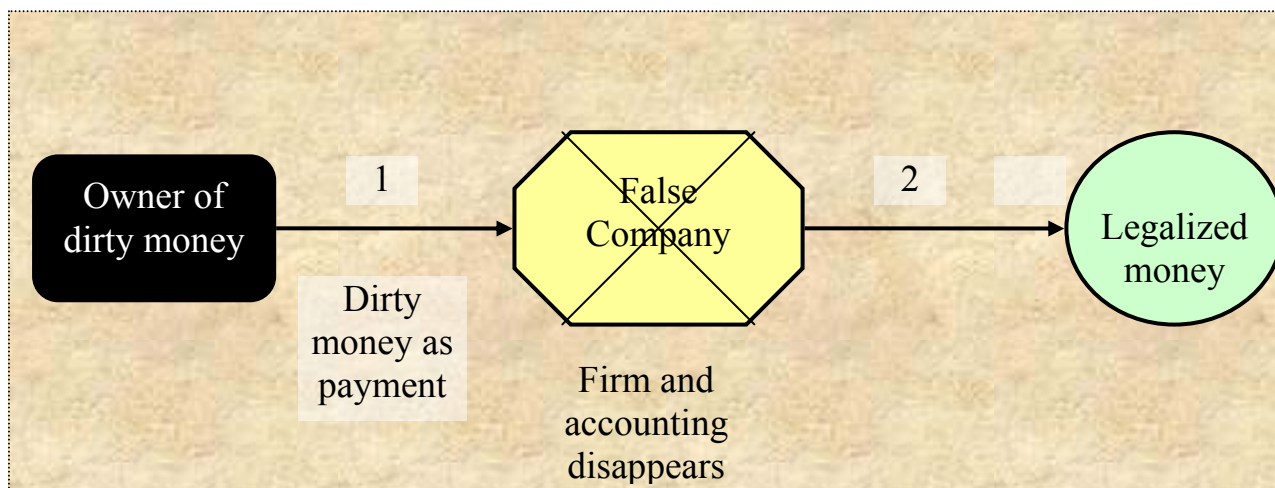 Owner of
dirty money
1
Dirty
money as
payment
False
Company
Firm and
accounting
disappears
2
Legalized
money